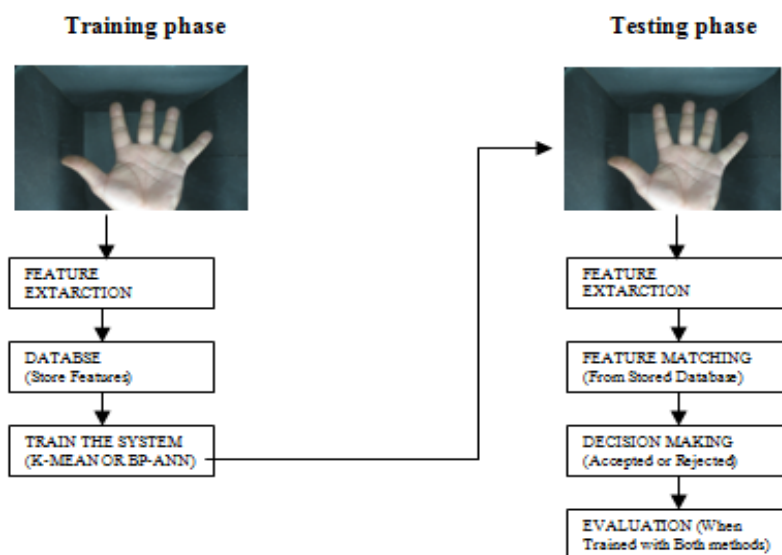 Training phase
FEATURE
EXTARCTION
DATABSE
(Store Features)
TRAIN THE SYSTEM
(K-MEAN OR BP-ANN)
Testing phase
FEATURE
EXTARCTION
FEATURE MATCHING
(From Stored Database)
DECISION MAKING
(Accepted or Rejected)
EVALUATION (When
Trained with Both methods)